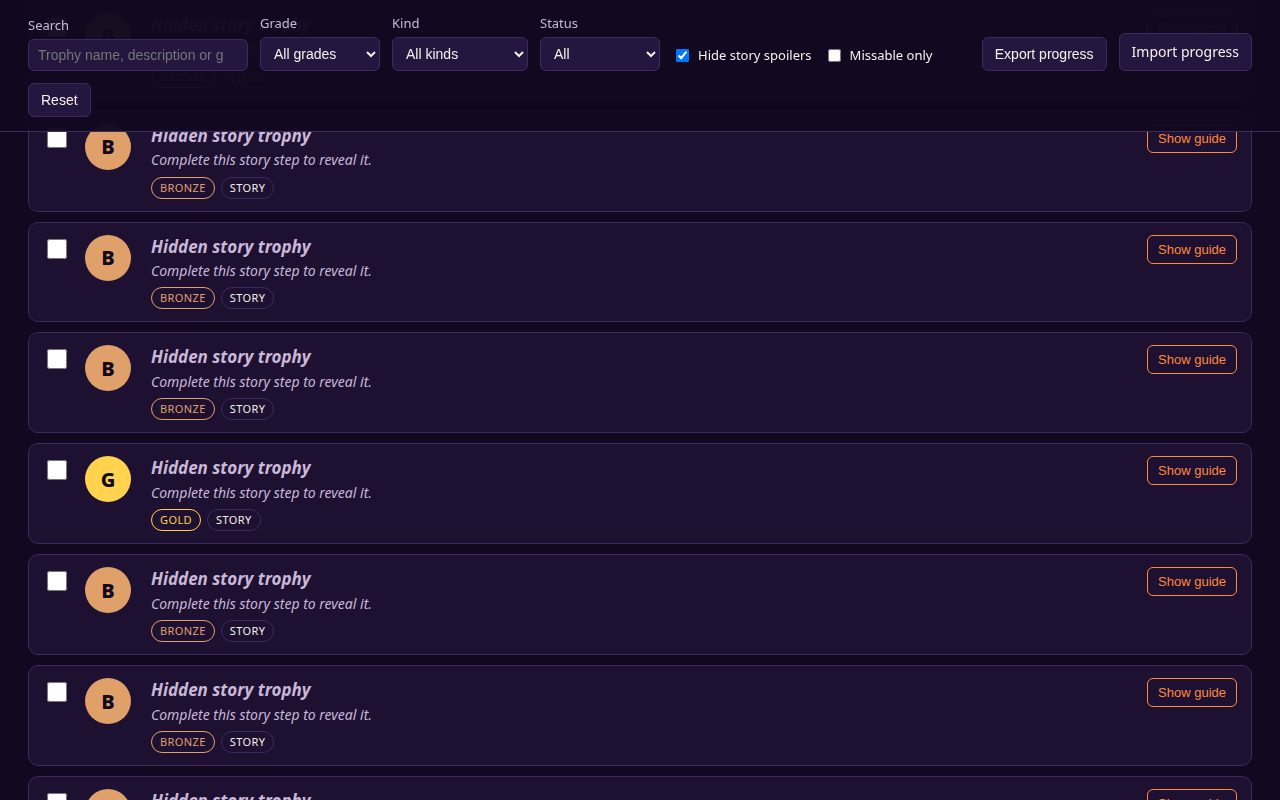 Search
Grade
Kind
Status
Trophy name, description or g
All grades
All kinds
All
Hide story spoilers
Missable only
Export progress
Import progress
Reset
Hidden story trophy
Show guide
Complete this story step to reveal it.
BRONZE STORY
Hidden story trophy
Show guide
Complete this story step to reveal it.
BRONZE STORY
Hidden story trophy
Show guide
Complete this story step to reveal it.
BRONZE STORY
B
Hidden story trophy
Show guide
Complete this story step to reveal it.
GOLD STORY
G
Hidden story trophy
Show guide
Complete this story step to reveal it.
BRONZE STORY
B
Hidden story trophy
Show guide
Complete this story step to reveal it.
BRONZE STORY
B
Hidden story trophy